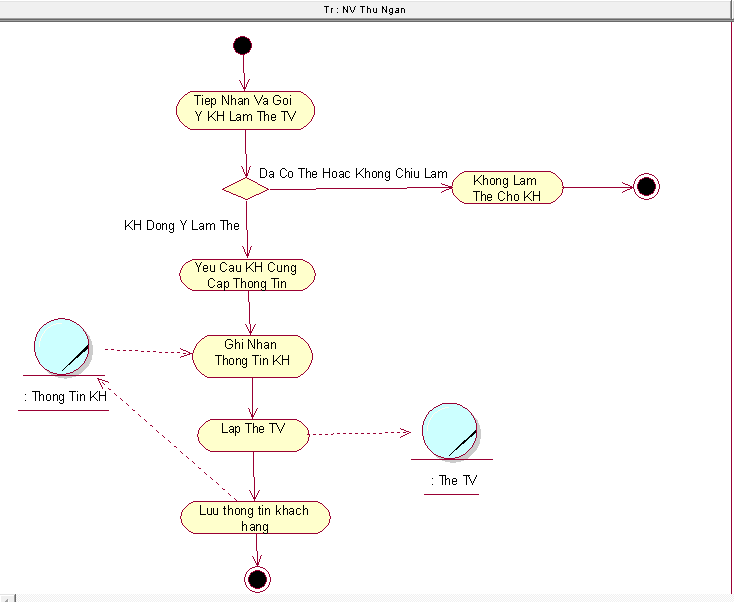 Tr : NV Thu Ngan
Tiep Nhan Va Goi
Y KH Lam The TV
Da Co The Hoac Khong Chiu Lam
Khong Lam
The Cho KH
KH Dong Y Lam The
Yeu Cau KH Cung
Cap Thong Tin
Ghi Nhan
Thong Tin KH
: Thong Tin KH
Lap The TV
: The TV
Luu thong tin khach
hang